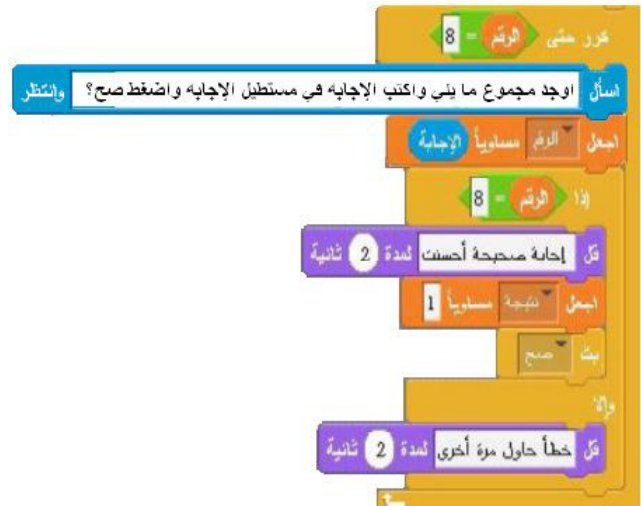 كرر حتى الرقم = 8
اسأل اوجد مجموع ما يلي واكتب الإجابه في مستطيل الإجابه واضغط صح؟ وانتظر
اجعل الرقم مساوياً الإجابة
إذا الرقم = 8
قل إجابة صحيحة أحسنت لمدة 2 ثانية
اجعل نتيجة مساوياً 1
بث صح
وإلا
قل خطأ حاول مرة أخرى لمدة 2 ثانية